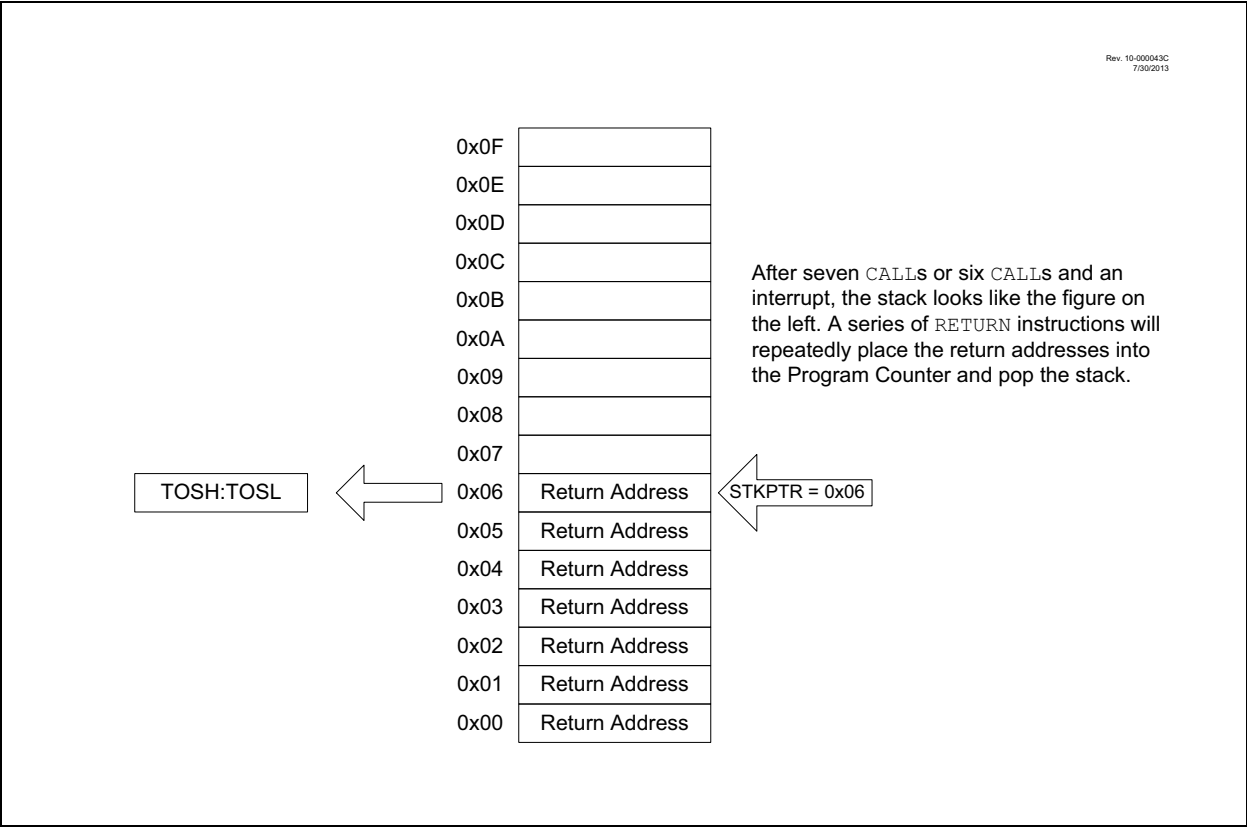 Rev. 10-000043C
7/30/2013
0x0F
0x0E
0x0D
0x0C
0x0B
0x0A
0x09
0x08
0x07
After seven CALLs or six CALLs and an
interrupt, the stack looks like the figure on
the left. A series of RETURN instructions will
repeatedly place the return addresses into
the Program Counter and pop the stack.
TOSH:TOSL
0x06 Return Address
STKPTR = 0x06
0x05 Return Address
0x04 Return Address
0x03 Return Address
0x02 Return Address
0x01 Return Address
0x00 Return Address